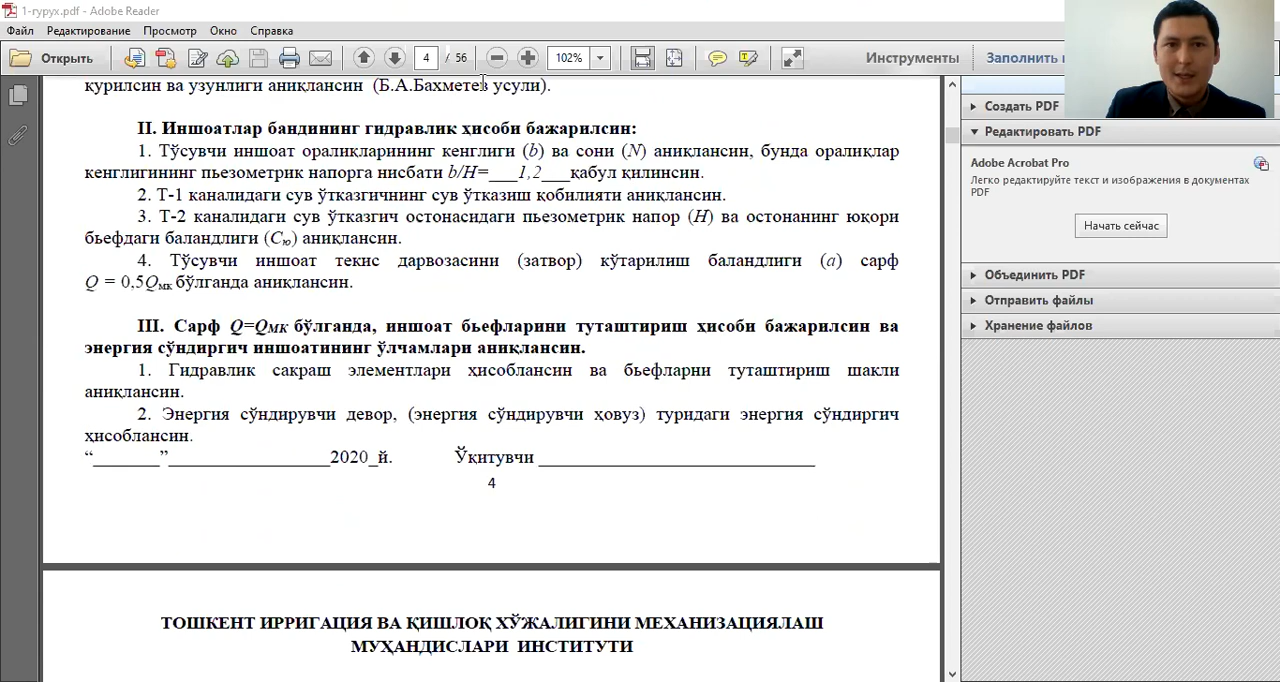 1-гурух.pdf - Adobe Reader
Файл Редактирование Просмотр Окно Справка
Открыть 4 / 56 102% Инструменты Заполнить
қурилсин ва узунлиги аниқлансин (Б.А.Бахметев усули).
II. Иншоатлар бандининг гидравлик ҳисоби бажарилсин:
1. Тўсувчи иншоат оралиқларининг кенглиги (b) ва сони (N) аниқлансин, бунда оралиқлар
кенглигининг пьезометрик напорга нисбати b/H=___1,2___қабул қилинсин.
2. Т-1 каналидаги сув ўтказгичнинг сув ўтказиш қобилияти аниқлансин.
3. Т-2 каналидаги сув ўтказгич остонасидаги пьезометрик напор (H) ва остонанинг юқори
бьефдаги баландлиги (Cю) аниқлансин.
4. Тўсувчи иншоат текис дарвозасини (затвор) кўтарилиш баландлиги (a) сарф
Q = 0,5Qмк бўлганда аниқлансин.
III. Сарф Q=QМК бўлганда, иншоат бьефларини туташтириш хисоби бажарилсин ва
энергия сўндиргич иншоатининг ўлчамлари аниқлансин.
1. Гидравлик сакраш элементлари ҳисоблансин ва бьефларни туташтириш шакли
аниқлансин.
2. Энергия сўндирувчи девор, (энергия сўндирувчи ҳовуз) туридаги энергия сўндиргич
ҳисоблансин.
“_______”_________________2020_й. Ўқитувчи _____________________________
4
ТОШКЕНТ ИРРИГАЦИЯ ВА ҚИШЛОҚ ХЎЖАЛИГИНИ МЕХАНИЗАЦИЯЛАШ
МУҲАНДИСЛАРИ ИНСТИТУТИ
Создать PDF
Редактировать PDF
Adobe Acrobat Pro
Легко редактируйте текст и изображения в документах
PDF
Начать сейчас
Объединить PDF
Отправить файлы
Хранение файлов